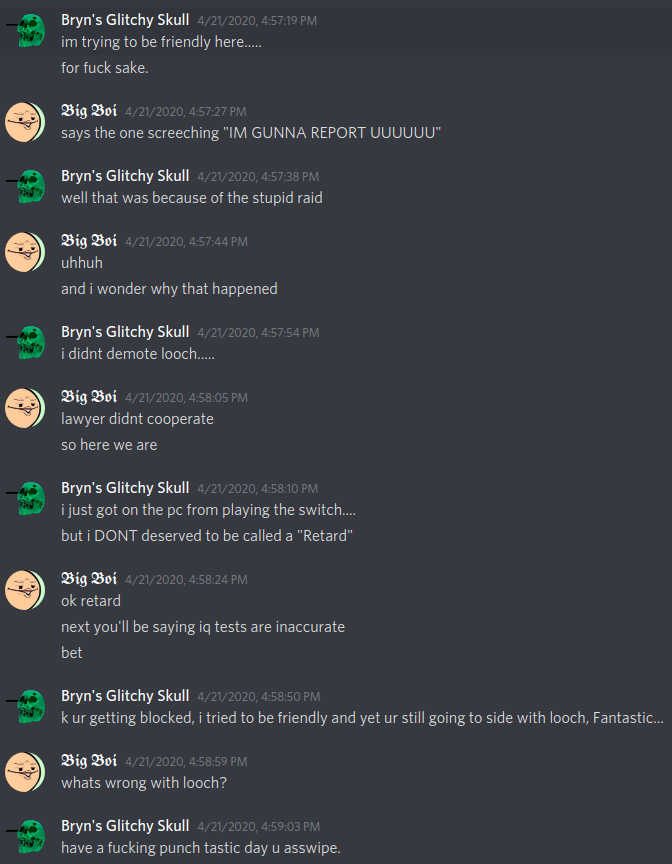 Bryn's Glitchy Skull 4/21/2020, 4:57:19 PM
im trying to be friendly here.....
for fuck sake.
𝕭𝖎𝖌 𝕭𝖔𝖎 4/21/2020, 4:57:27 PM
says the one screeching "IM GUNNA REPORT UUUUUU"
Bryn's Glitchy Skull 4/21/2020, 4:57:38 PM
well that was because of the stupid raid
𝕭𝖎𝖌 𝕭𝖔𝖎 4/21/2020, 4:57:44 PM
uhhuh
and i wonder why that happened
Bryn's Glitchy Skull 4/21/2020, 4:57:54 PM
i didnt demote looch.....
𝕭𝖎𝖌 𝕭𝖔𝖎 4/21/2020, 4:58:05 PM
lawyer didnt cooperate
so here we are
Bryn's Glitchy Skull 4/21/2020, 4:58:10 PM
i just got on the pc from playing the switch....
but i DONT deserved to be called a "Retard"
𝕭𝖎𝖌 𝕭𝖔𝖎 4/21/2020, 4:58:24 PM
ok retard
next you'll be saying iq tests are inaccurate
bet
Bryn's Glitchy Skull 4/21/2020, 4:58:50 PM
k ur getting blocked, i tried to be friendly and yet ur still going to side with looch, Fantastic...
𝕭𝖎𝖌 𝕭𝖔𝖎 4/21/2020, 4:58:59 PM
whats wrong with looch?
Bryn's Glitchy Skull 4/21/2020, 4:59:03 PM
have a fucking punch tastic day u asswipe.